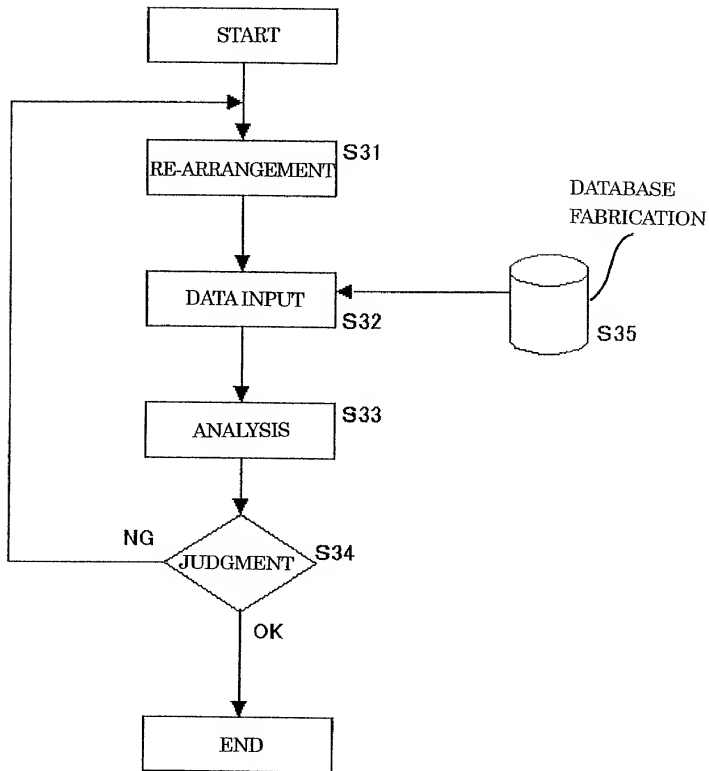 START
S31
RE-ARRANGEMENT
DATABASE
FABRICATION
DATA INPUT
S32
S35
S33
ANALYSIS
NG
JUDGMENT
S34
OK
END